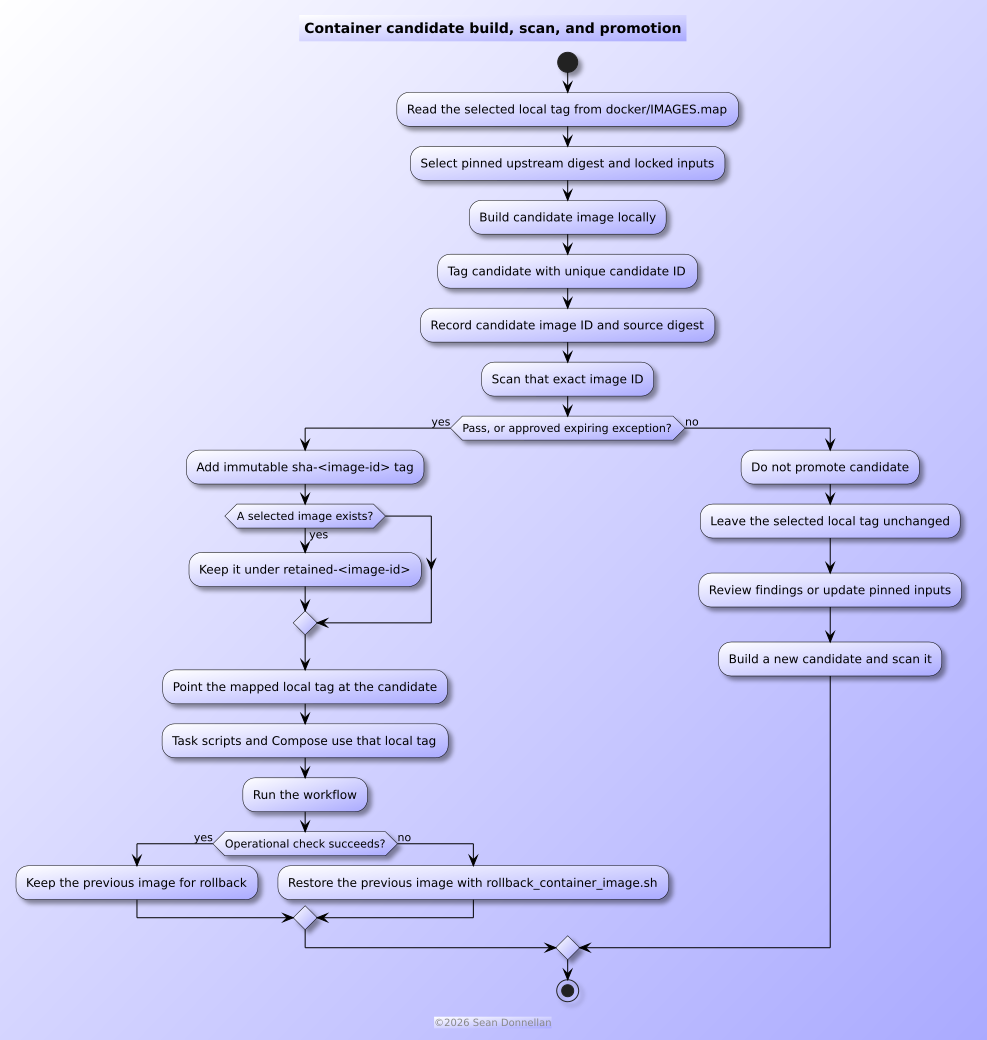 Container candidate build, scan, and promotion
Read the selected local tag from docker/IMAGES.map
Select pinned upstream digest and locked inputs
Build candidate image locally
Tag candidate with unique candidate ID
Record candidate image ID and source digest
Scan that exact image ID
yes
Pass, or approved expiring exception?
no
Add immutable sha-<image-id> tag
A selected image exists?
yes
Keep it under retained-<image-id>
Point the mapped local tag at the candidate
Task scripts and Compose use that local tag
Run the workflow
yes
Operational check succeeds?
no
Keep the previous image for rollback
Restore the previous image with rollback_container_image.sh
Do not promote candidate
Leave the selected local tag unchanged
Review findings or update pinned inputs
Build a new candidate and scan it
©2026 Sean Donnellan